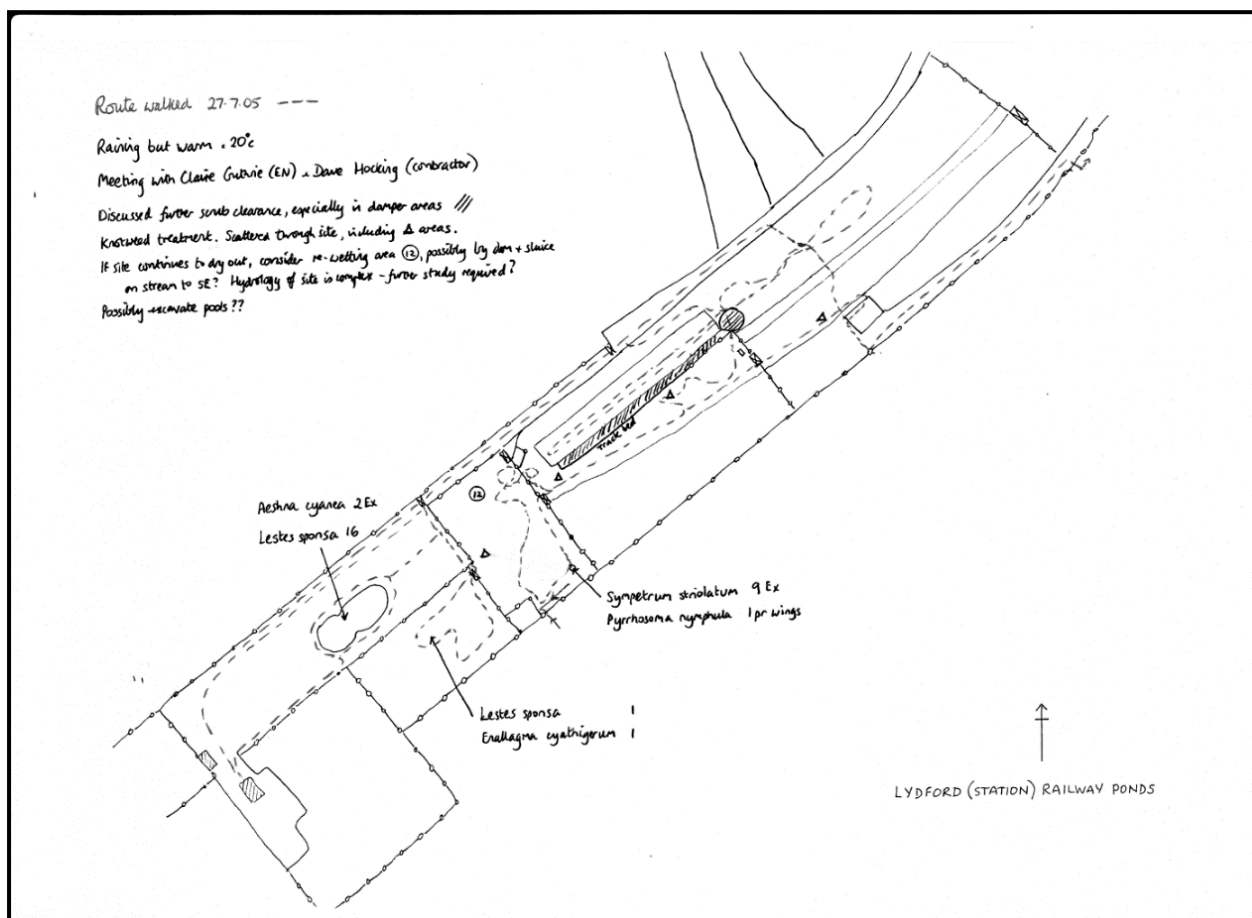 Route walked 27.7.05 ---
Raining but warm . 20°c
Meeting with Claire Guthrie (EN) + Dave Hocking (contractor)
Discussed further scrub clearance, especially in damper areas ///
Knotweed treatment. Scattered through site, including Δ areas.
If site continues to dry out, consider re-wetting area ⑫, possibly by dam + sluice
on stream to SE? Hydrology of site is complex - further study required?
Possibly excavate pools??
Track bed
⑫
Aeshna cyanea 2Ex
Lestes sponsa 16
Sympetrum striolatum 9 Ex
Pyrrhosoma nymphula 1 pr wings
Lestes sponsa 1
Enallagma cyathigerum 1
LYDFORD (STATION) RAILWAY PONDS